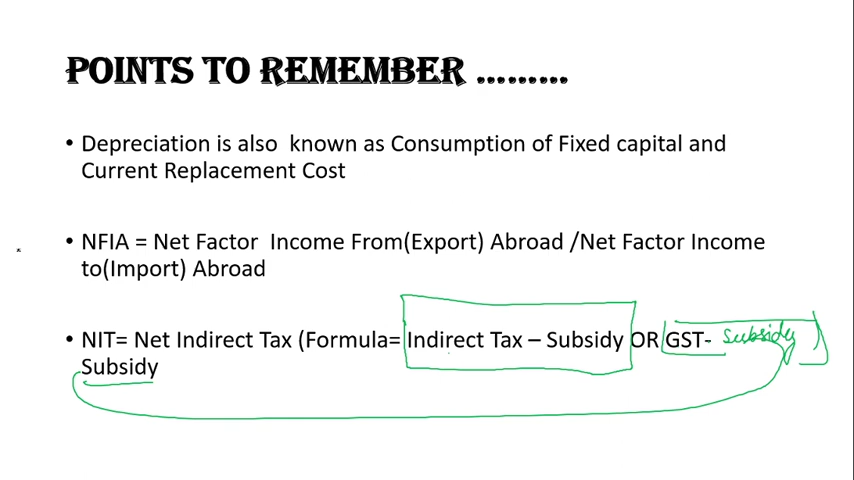 POINTS TO REMEMBER .........
• Depreciation is also known as Consumption of Fixed capital and
Current Replacement Cost
• NFIA = Net Factor Income From(Export) Abroad /Net Factor Income
to(Import) Abroad
• NIT= Net Indirect Tax (Formula= Indirect Tax – Subsidy OR GST- Subsidy )
Subsidy